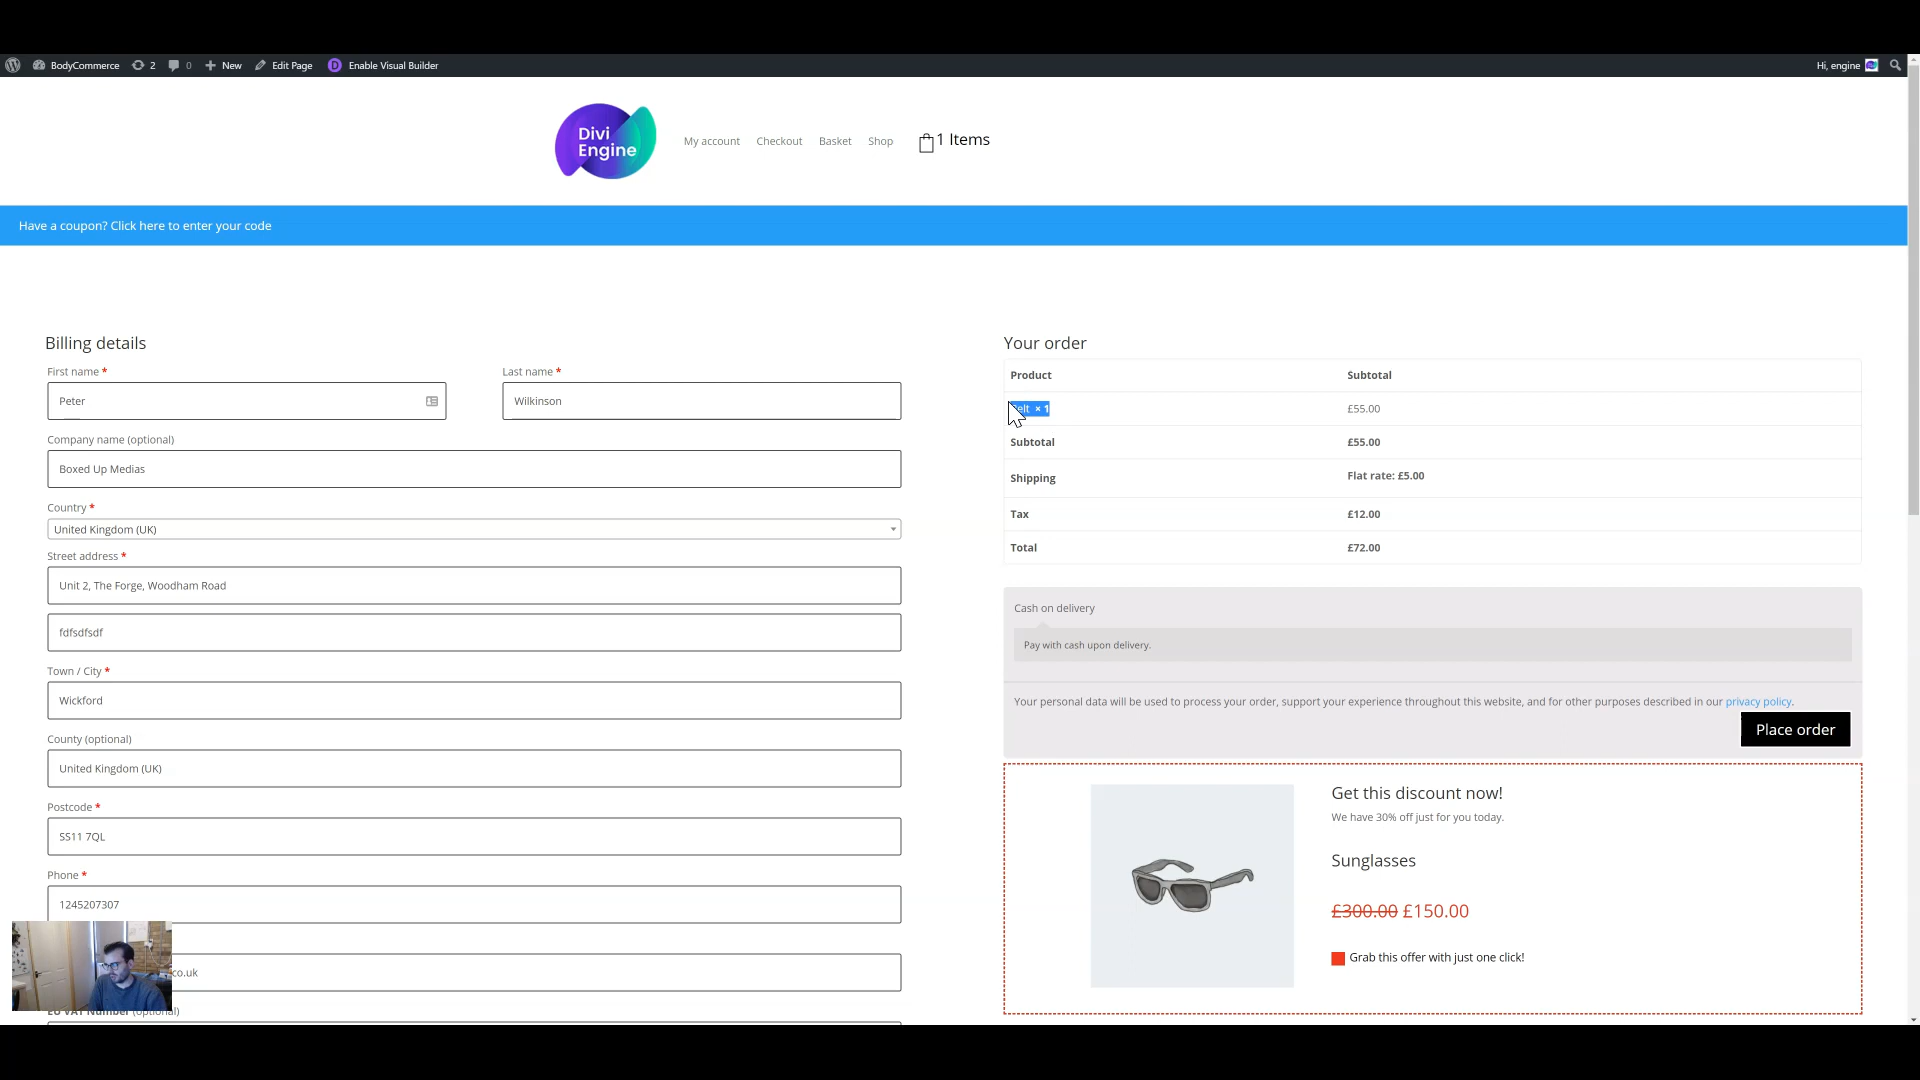 BodyCommerce 2 0 New Edit Page Enable Visual Builder Hi, engine
Divi
Engine
My account Checkout Basket Shop 1 Items
Have a coupon? Click here to enter your code
Billing details
First name * Last name *
Peter Wilkinson
Company name (optional)
Boxed Up Medias
Country *
United Kingdom (UK)
Street address *
Unit 2, The Forge, Woodham Road
fdfsdfsdf
Town / City *
Wickford
County (optional)
United Kingdom (UK)
Postcode *
SS11 7QL
Phone *
1245207307
co.uk
EU VAT Number (optional)
Your order
Product Subtotal
× 1 £55.00
Subtotal £55.00
Shipping Flat rate: £5.00
Tax £12.00
Total £72.00
Cash on delivery
Pay with cash upon delivery.
Your personal data will be used to process your order, support your experience throughout this website, and for other purposes described in our privacy policy.
Place order
Get this discount now!
We have 30% off just for you today.
Sunglasses
£300.00 £150.00
Grab this offer with just one click!